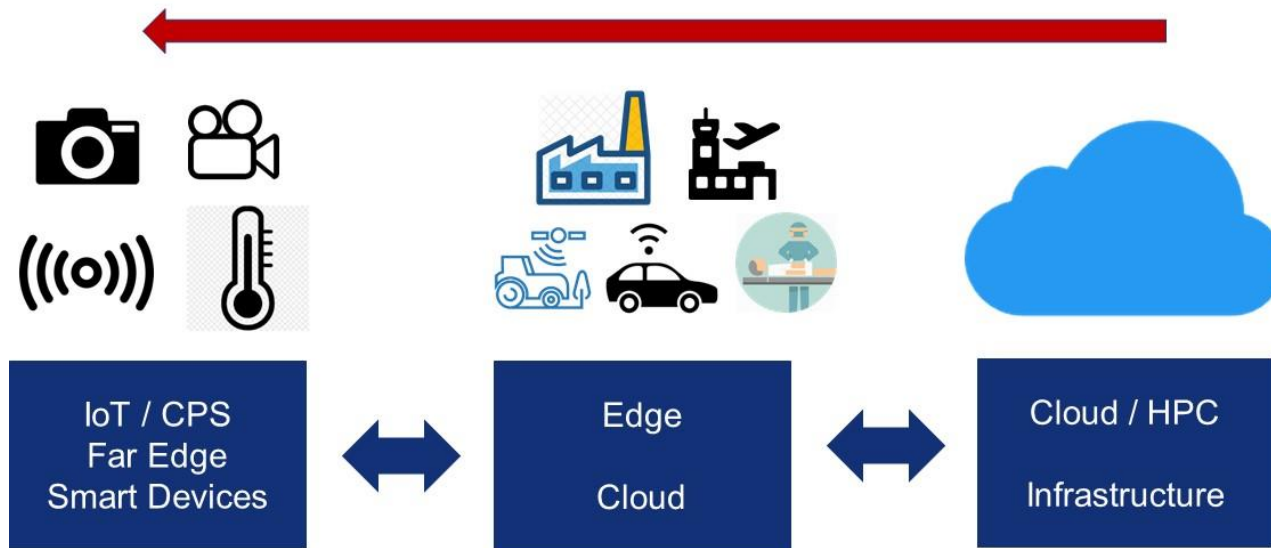 IoT / CPS
Far Edge
Smart Devices
Edge
Cloud
Cloud / HPC
Infrastructure